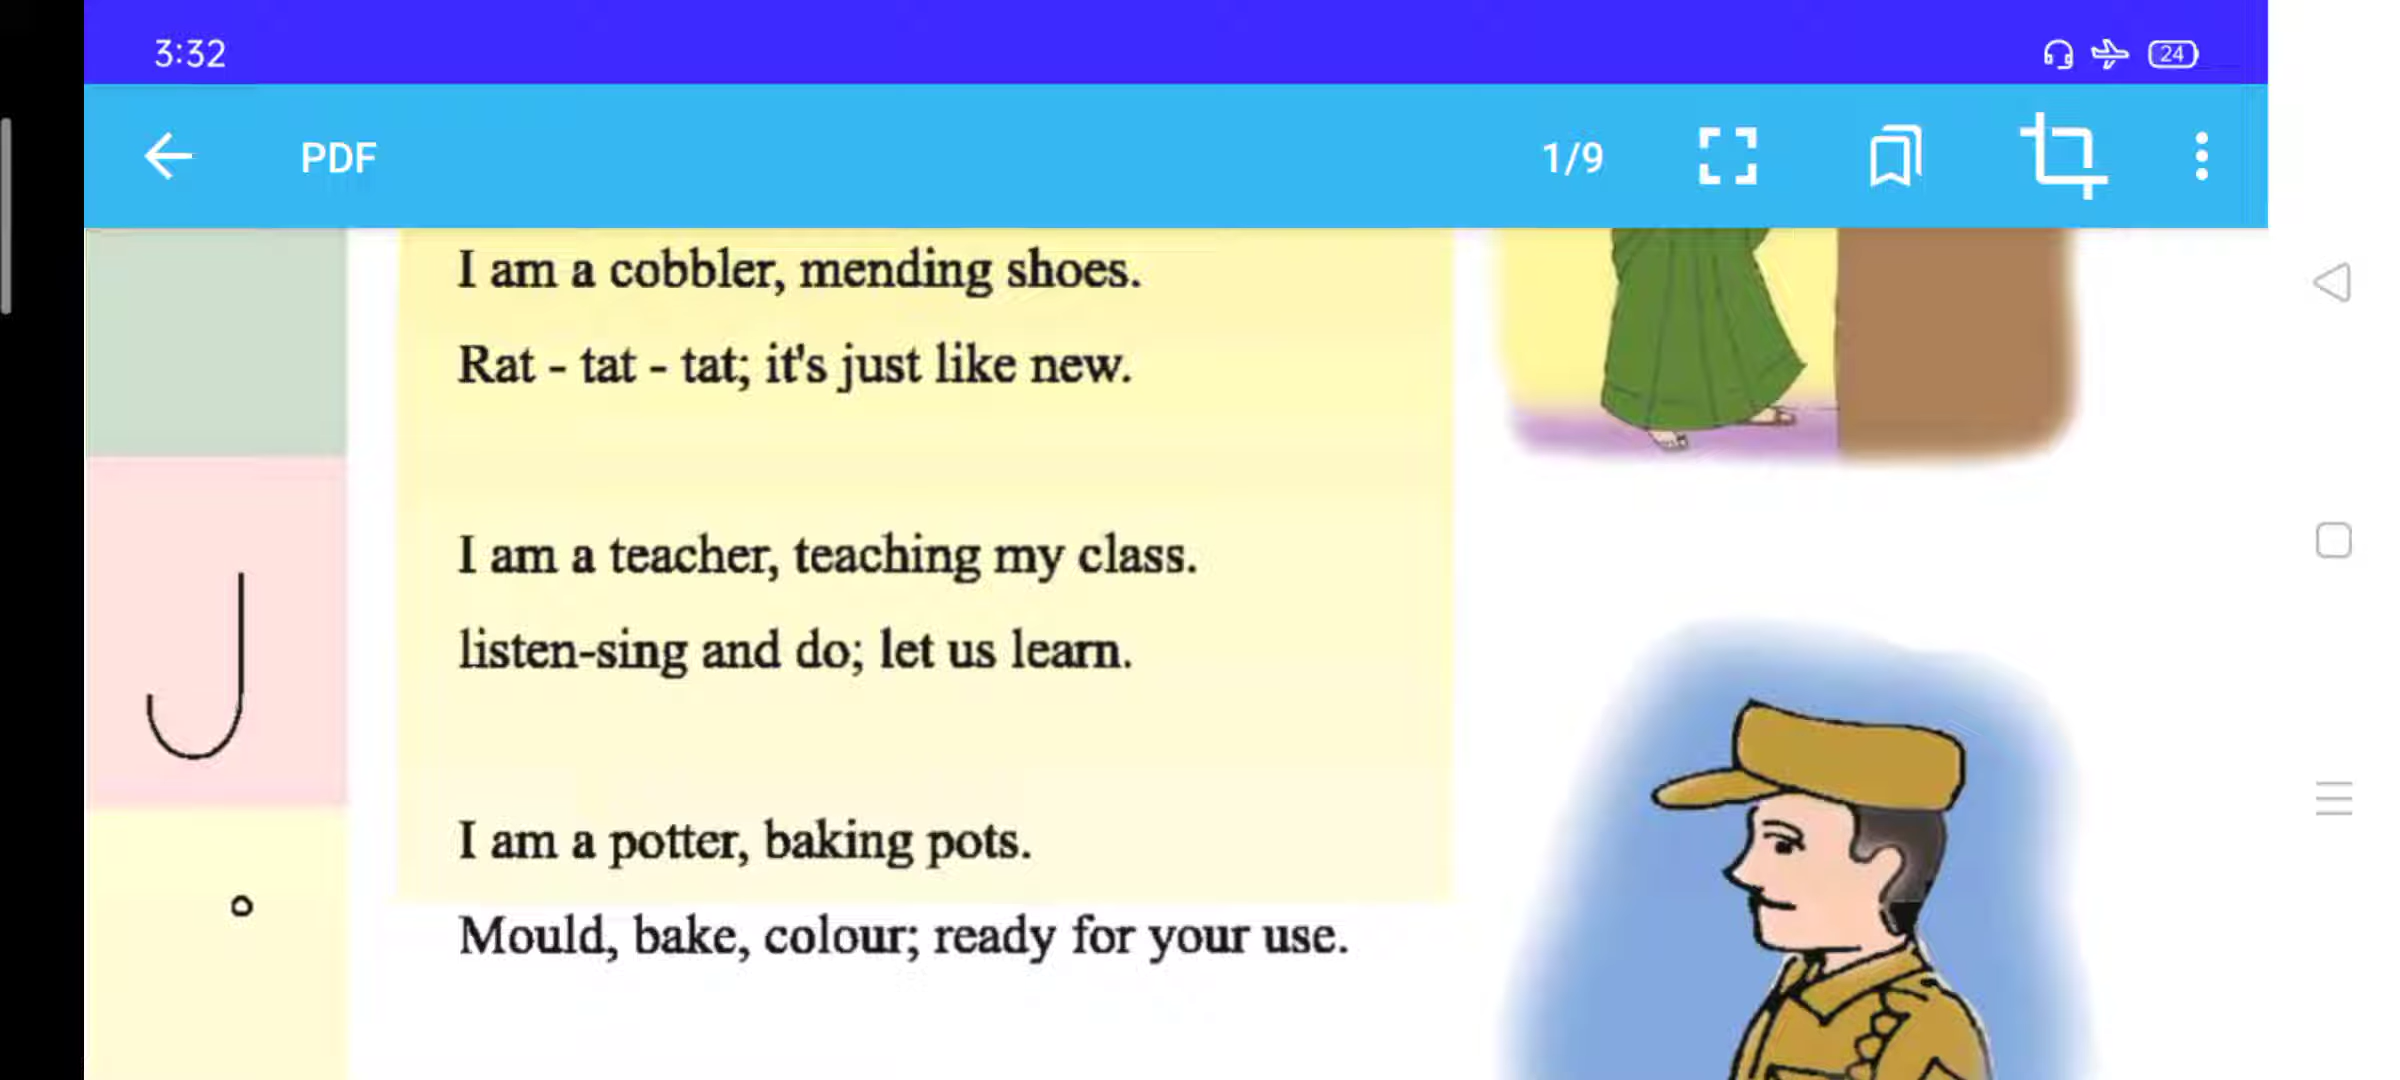 3:32
24
PDF
1/9
I am a cobbler, mending shoes.
Rat - tat - tat; it's just like new.
I am a teacher, teaching my class.
listen-sing and do; let us learn.
J
I am a potter, baking pots.
Mould, bake, colour; ready for your use.